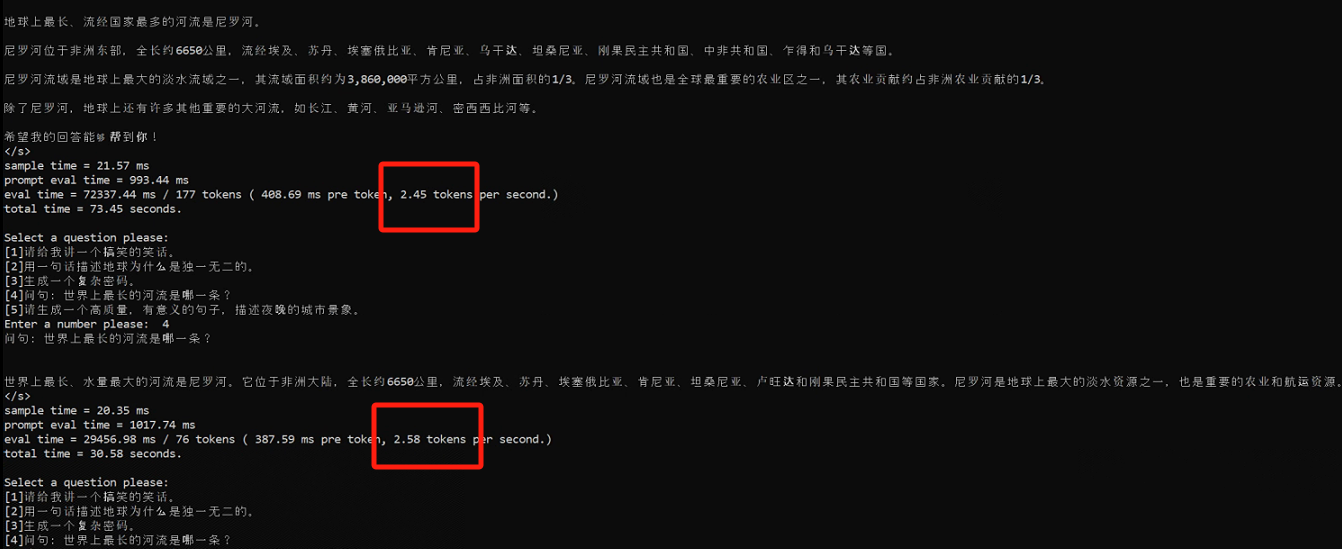 地球上最长、流经国家最多的河流是尼罗河。
尼罗河位于非洲东部，全长约6650公里，流经埃及、苏丹、埃塞俄比亚、肯尼亚、乌干达、坦桑尼亚、刚果民主共和国、中非共和国、乍得和乌干达等国。
尼罗河流域是地球上最大的淡水流域之一，其流域面积约为3,860,000平方公里，占非洲面积的1/3。尼罗河流域也是全球最重要的农业区之一，其农业贡献约占非洲农业贡献的1/3。
除了尼罗河，地球上还有许多其他重要的大河流，如长江、黄河、亚马逊河、密西西比河等。
希望我的回答能够帮到你！
</s>
sample time = 21.57 ms
prompt eval time = 993.44 ms
eval time = 72337.44 ms / 177 tokens ( 408.69 ms pre token, 2.45 tokens per second.)
total time = 73.45 seconds.
Select a question please:
[1]请给我讲一个搞笑的笑话。
[2]用一句话描述地球为什么是独一无二的。
[3]生成一个复杂密码。
[4]问句: 世界上最长的河流是哪一条?
[5]请生成一个高质量，有意义的句子，描述夜晚的城市景象。
Enter a number please:  4
问句: 世界上最长的河流是哪一条?
世界上最长、水量最大的河流是尼罗河。它位于非洲大陆，全长约6650公里，流经埃及、苏丹、埃塞俄比亚、肯尼亚、坦桑尼亚、卢旺达和刚果民主共和国等国家。尼罗河是地球上最大的淡水资源之一，也是重要的农业和航运资源。
</s>
sample time = 20.35 ms
prompt eval time = 1017.74 ms
eval time = 29456.98 ms / 76 tokens ( 387.59 ms pre token, 2.58 tokens per second.)
total time = 30.58 seconds.
Select a question please:
[1]请给我讲一个搞笑的笑话。
[2]用一句话描述地球为什么是独一无二的。
[3]生成一个复杂密码。
[4]问句: 世界上最长的河流是哪一条?